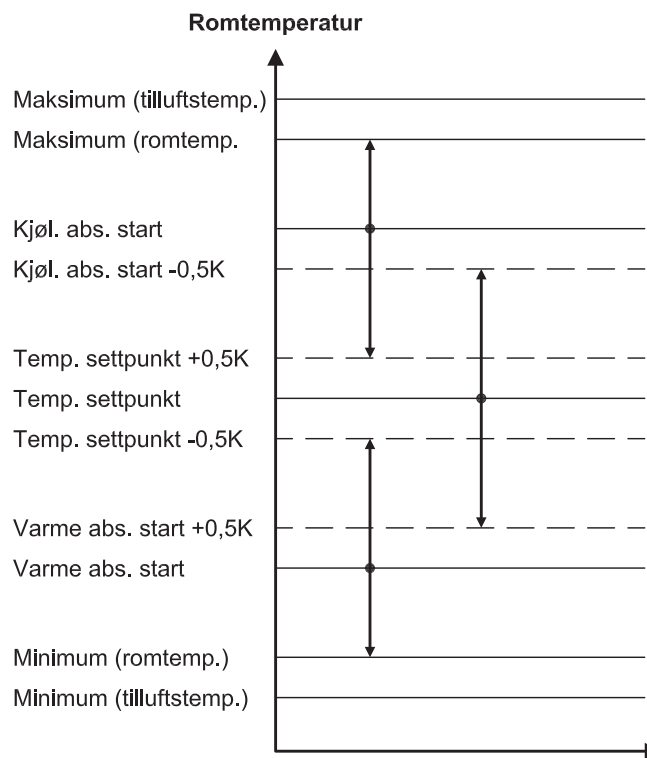 Romtemperatur
Maksimum (tilluftstemp.)
Maksimum (romtemp.
Kjøl. abs. start
Kjøl. abs. start -0,5K
Temp. settpunkt +0,5K
Temp. settpunkt
Temp. settpunkt -0,5K
Varme abs. start +0,5K
Varme abs. start
Minimum (romtemp.)
Minimum (tilluftstemp.)